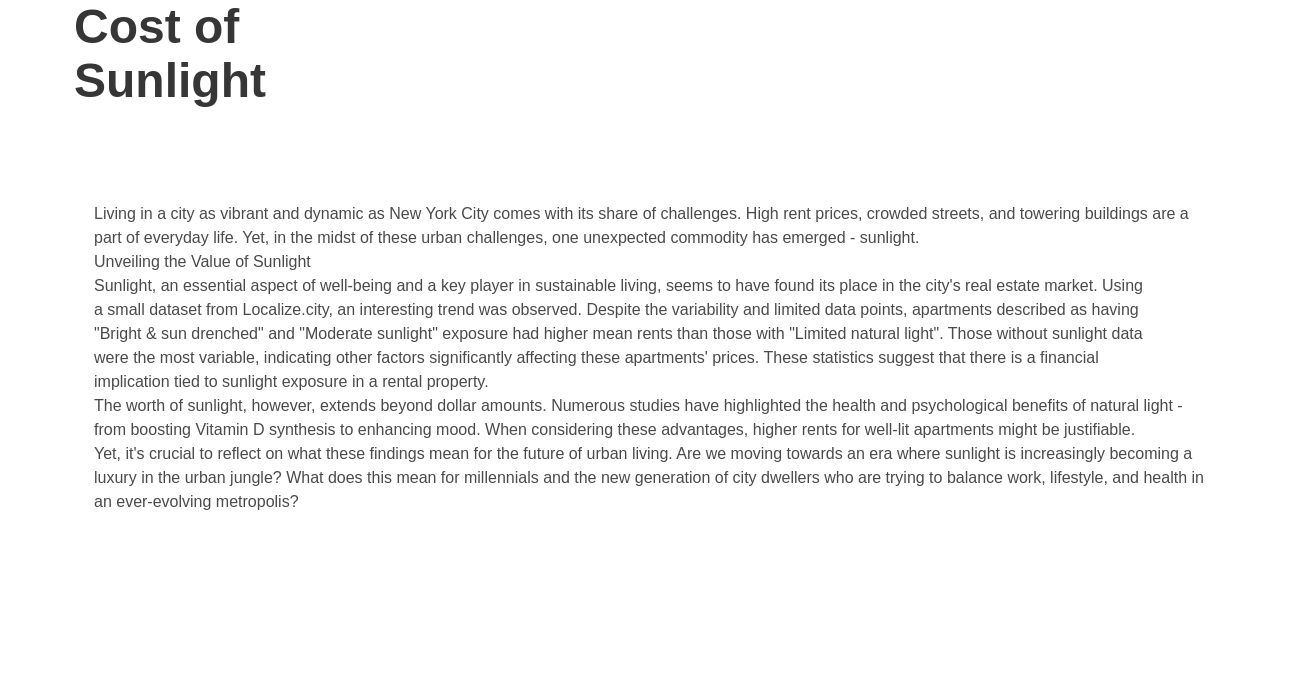 Cost of
Sunlight
Living in a city as vibrant and dynamic as New York City comes with its share of challenges. High rent prices, crowded streets, and towering buildings are a
part of everyday life. Yet, in the midst of these urban challenges, one unexpected commodity has emerged - sunlight.
Unveiling the Value of Sunlight
Sunlight, an essential aspect of well-being and a key player in sustainable living, seems to have found its place in the city's real estate market. Using
a small dataset from Localize.city, an interesting trend was observed. Despite the variability and limited data points, apartments described as having
"Bright & sun drenched" and "Moderate sunlight" exposure had higher mean rents than those with "Limited natural light". Those without sunlight data
were the most variable, indicating other factors significantly affecting these apartments' prices. These statistics suggest that there is a financial
implication tied to sunlight exposure in a rental property.
The worth of sunlight, however, extends beyond dollar amounts. Numerous studies have highlighted the health and psychological benefits of natural light -
from boosting Vitamin D synthesis to enhancing mood. When considering these advantages, higher rents for well-lit apartments might be justifiable.
Yet, it's crucial to reflect on what these findings mean for the future of urban living. Are we moving towards an era where sunlight is increasingly becoming a
luxury in the urban jungle? What does this mean for millennials and the new generation of city dwellers who are trying to balance work, lifestyle, and health in
an ever-evolving metropolis?